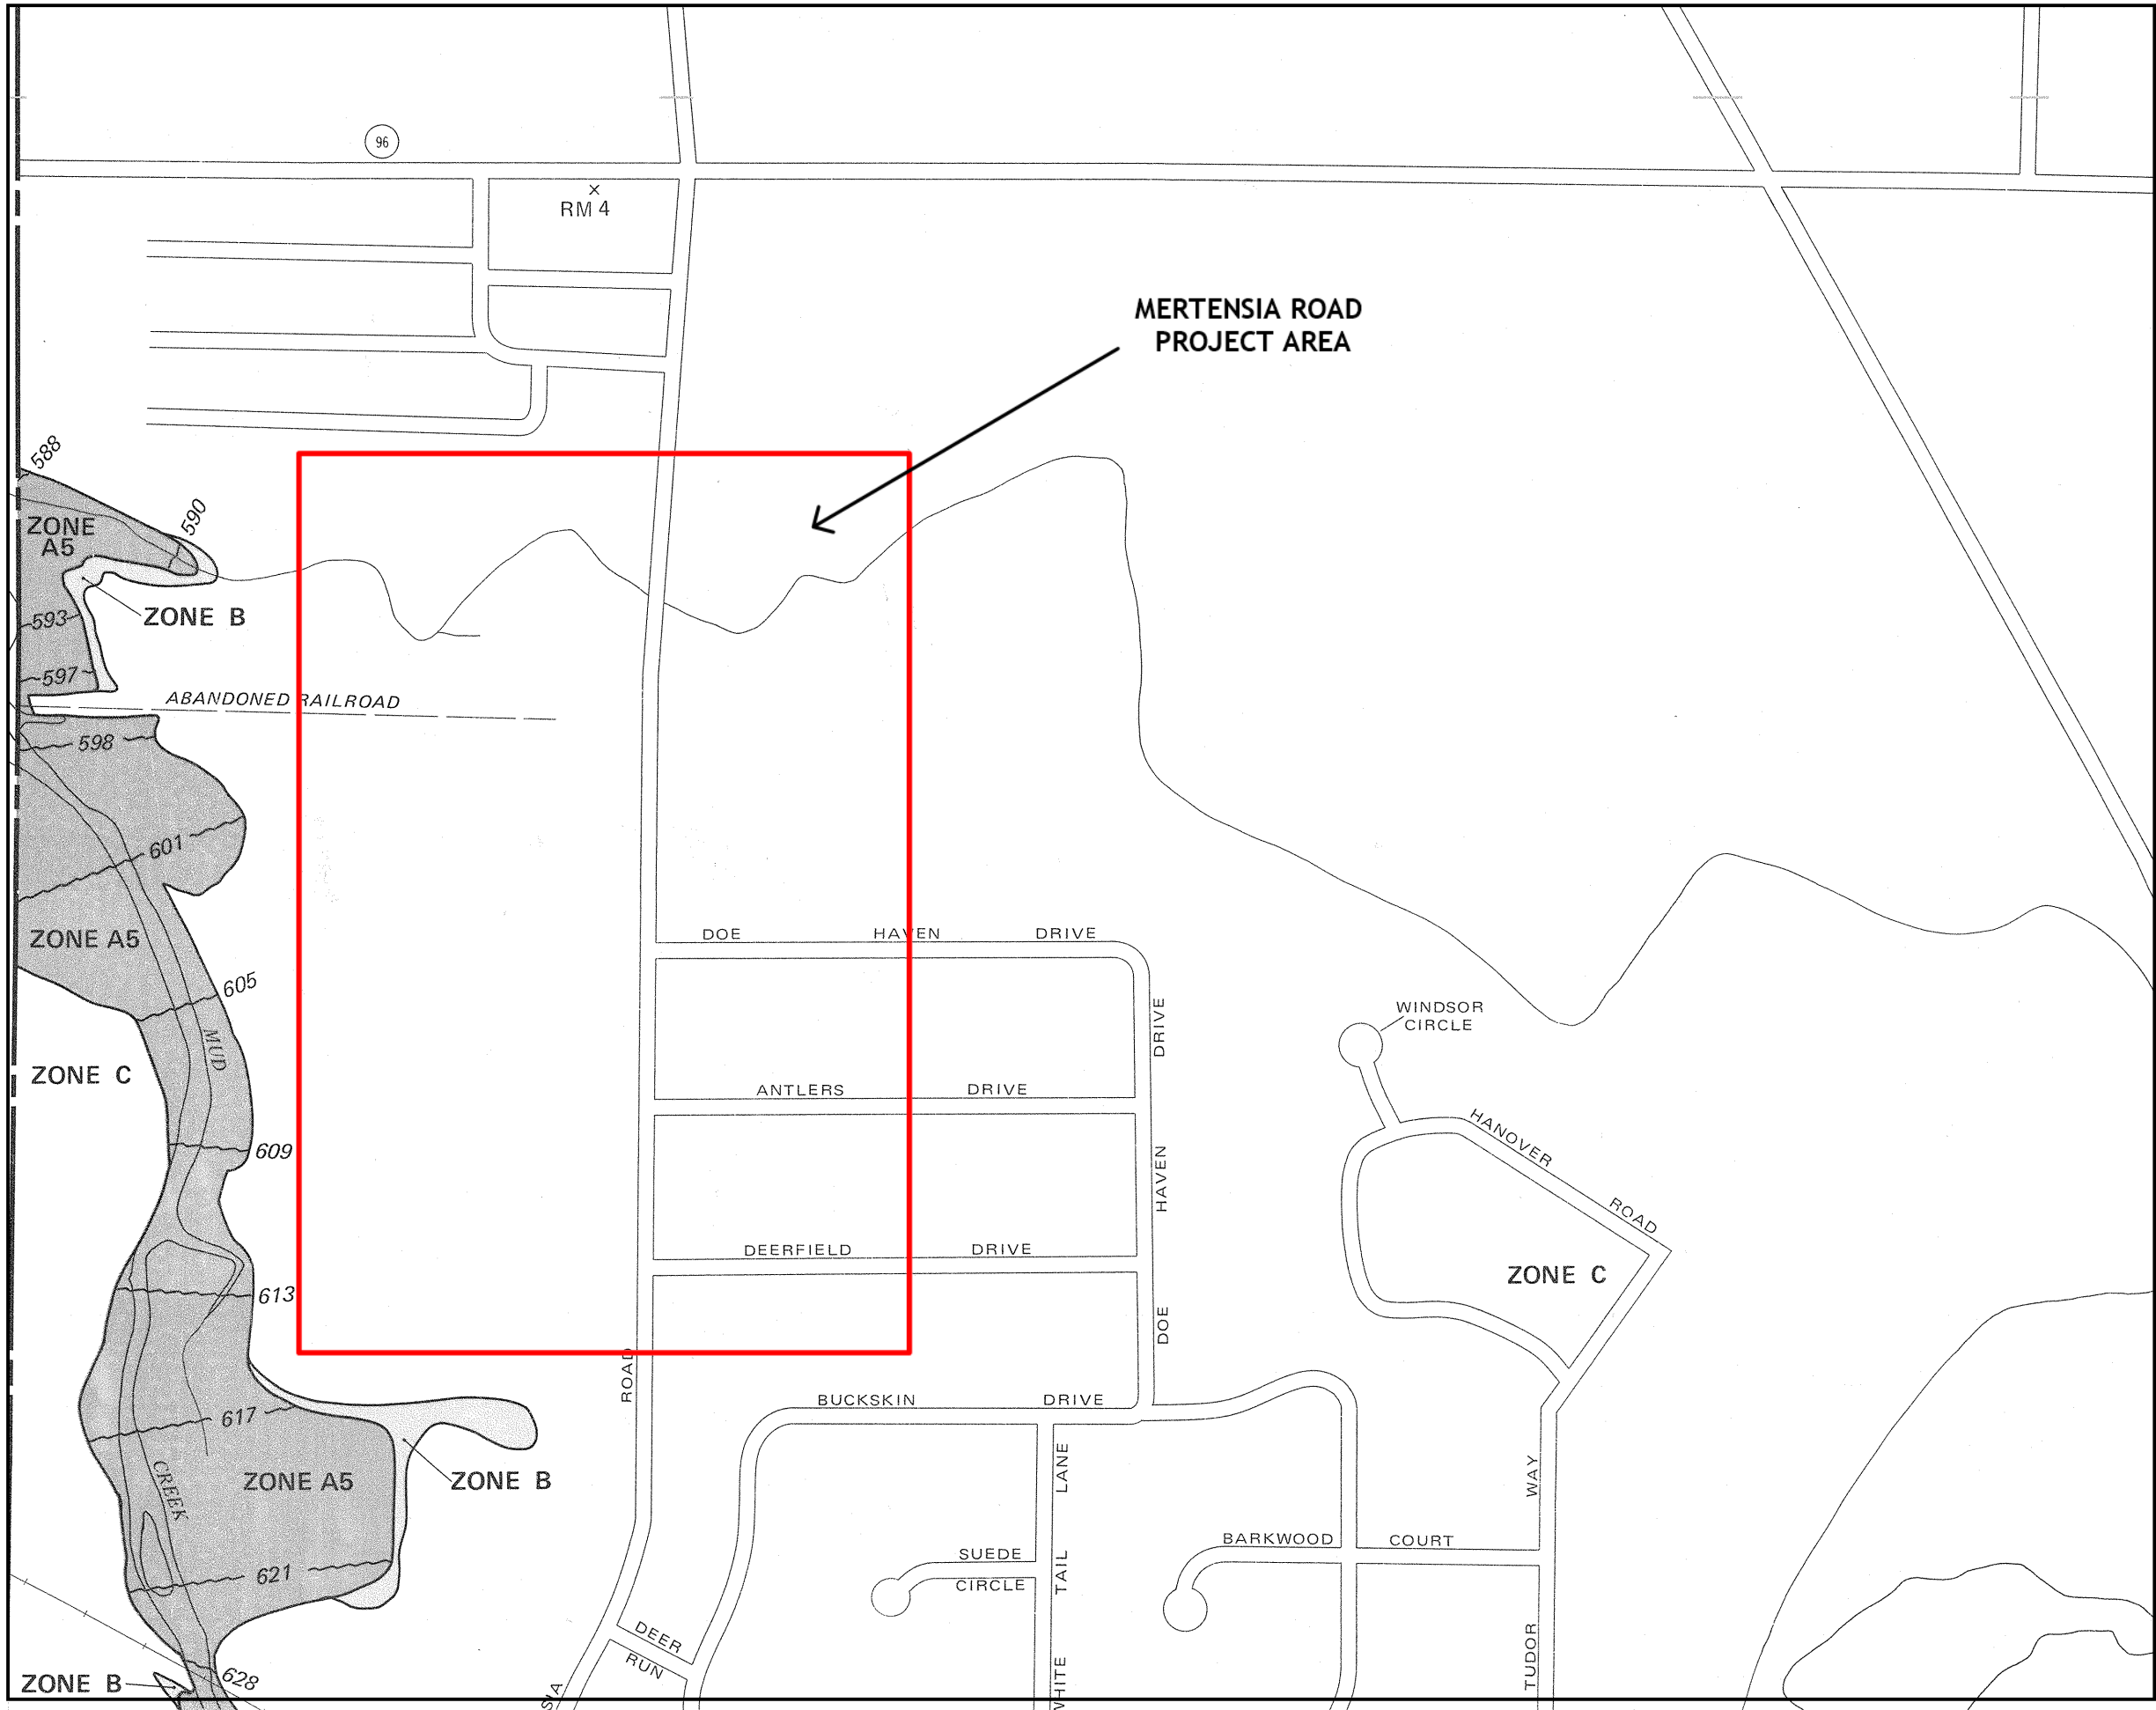 96
RM 4
MERTENSIA ROAD
PROJECT AREA
588
590
ZONE
A5
593
ZONE B
597
ABANDONED RAILROAD
598
601
DOE HAVEN DRIVE
ZONE A5
605
DRIVE
WINDSOR
CIRCLE
MUD
ZONE C
ANTLERS DRIVE
HANOVER
609
HAVEN
ROAD
DEERFIELD DRIVE
ZONE C
613
DOE
ROAD
BUCKSKIN DRIVE
617
LANE
WAY
ZONE A5
ZONE B
CREEK
BARKWOOD COURT
SUEDE
CIRCLE
TAIL
621
DEER
RUN
TUDOR
WHITE
ZONE B
628
SIA